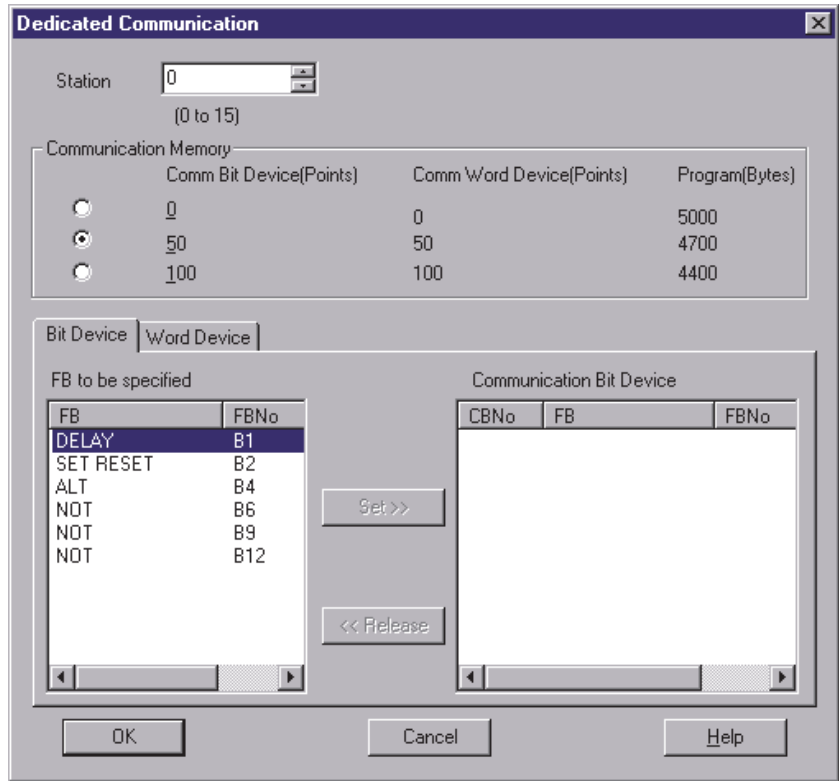 Dedicated Communication
Station 0
(0 to 15)
Communication Memory
Comm Bit Device(Points) Comm Word Device(Points) Program(Bytes)
0 0 5000
50 50 4700
100 100 4400
Bit Device Word Device
FB to be specified Communication Bit Device
FB FBNo CBNo FB FBNo
DELAY B1
SET RESET B2
ALT B4
NOT B6
NOT B9
NOT B12
Set >>
<< Release
OK Cancel Help